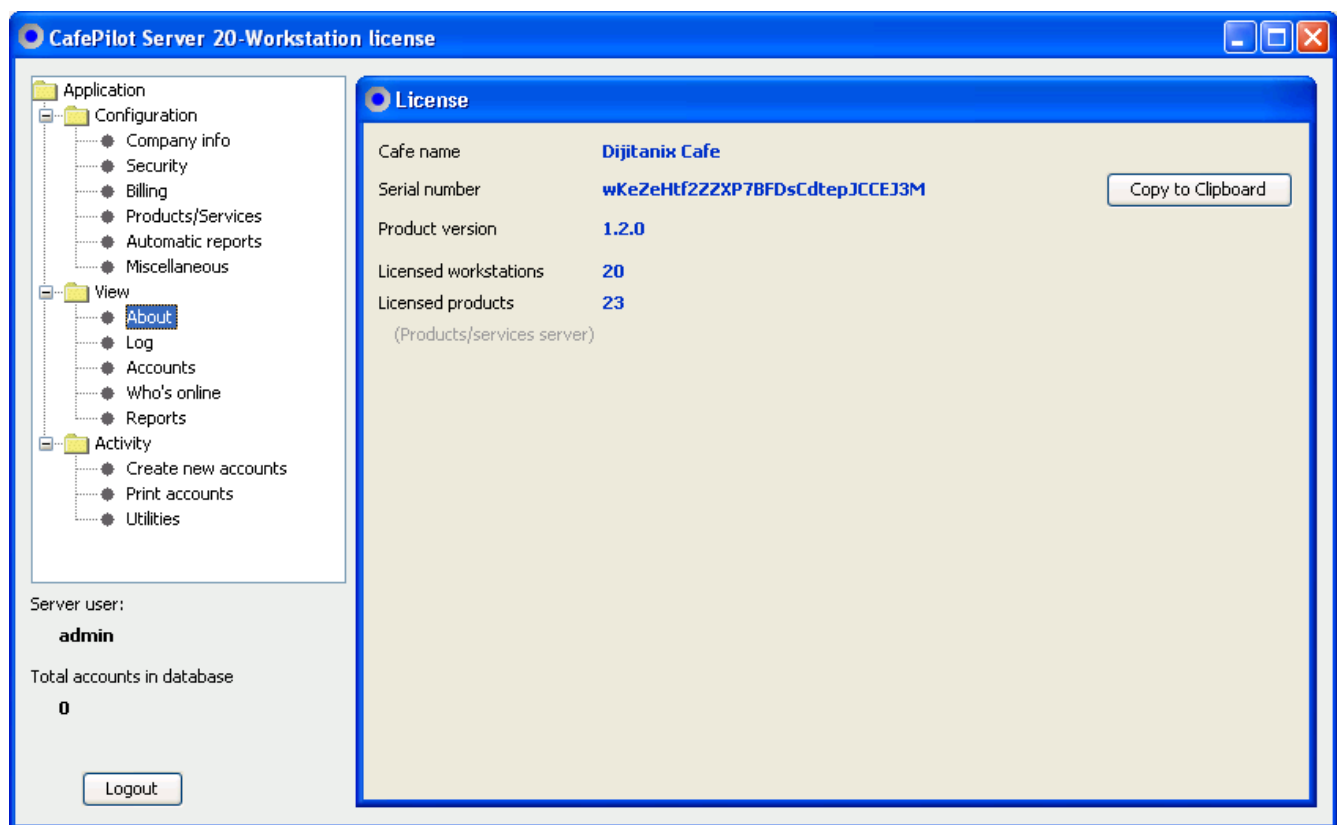 CafePilot Server 20-Workstation license
Application
Configuration
Company info
Security
Billing
Products/Services
Automatic reports
Miscellaneous
View
About
Log
Accounts
Who's online
Reports
Activity
Create new accounts
Print accounts
Utilities
Server user:
admin
Total accounts in database
0
Logout
License
Cafe name Dijitanix Cafe
Serial number wKeZeHtf2ZZXP7BFDsCdtepJCCEJ3M Copy to Clipboard
Product version 1.2.0
Licensed workstations 20
Licensed products 23
(Products/services server)